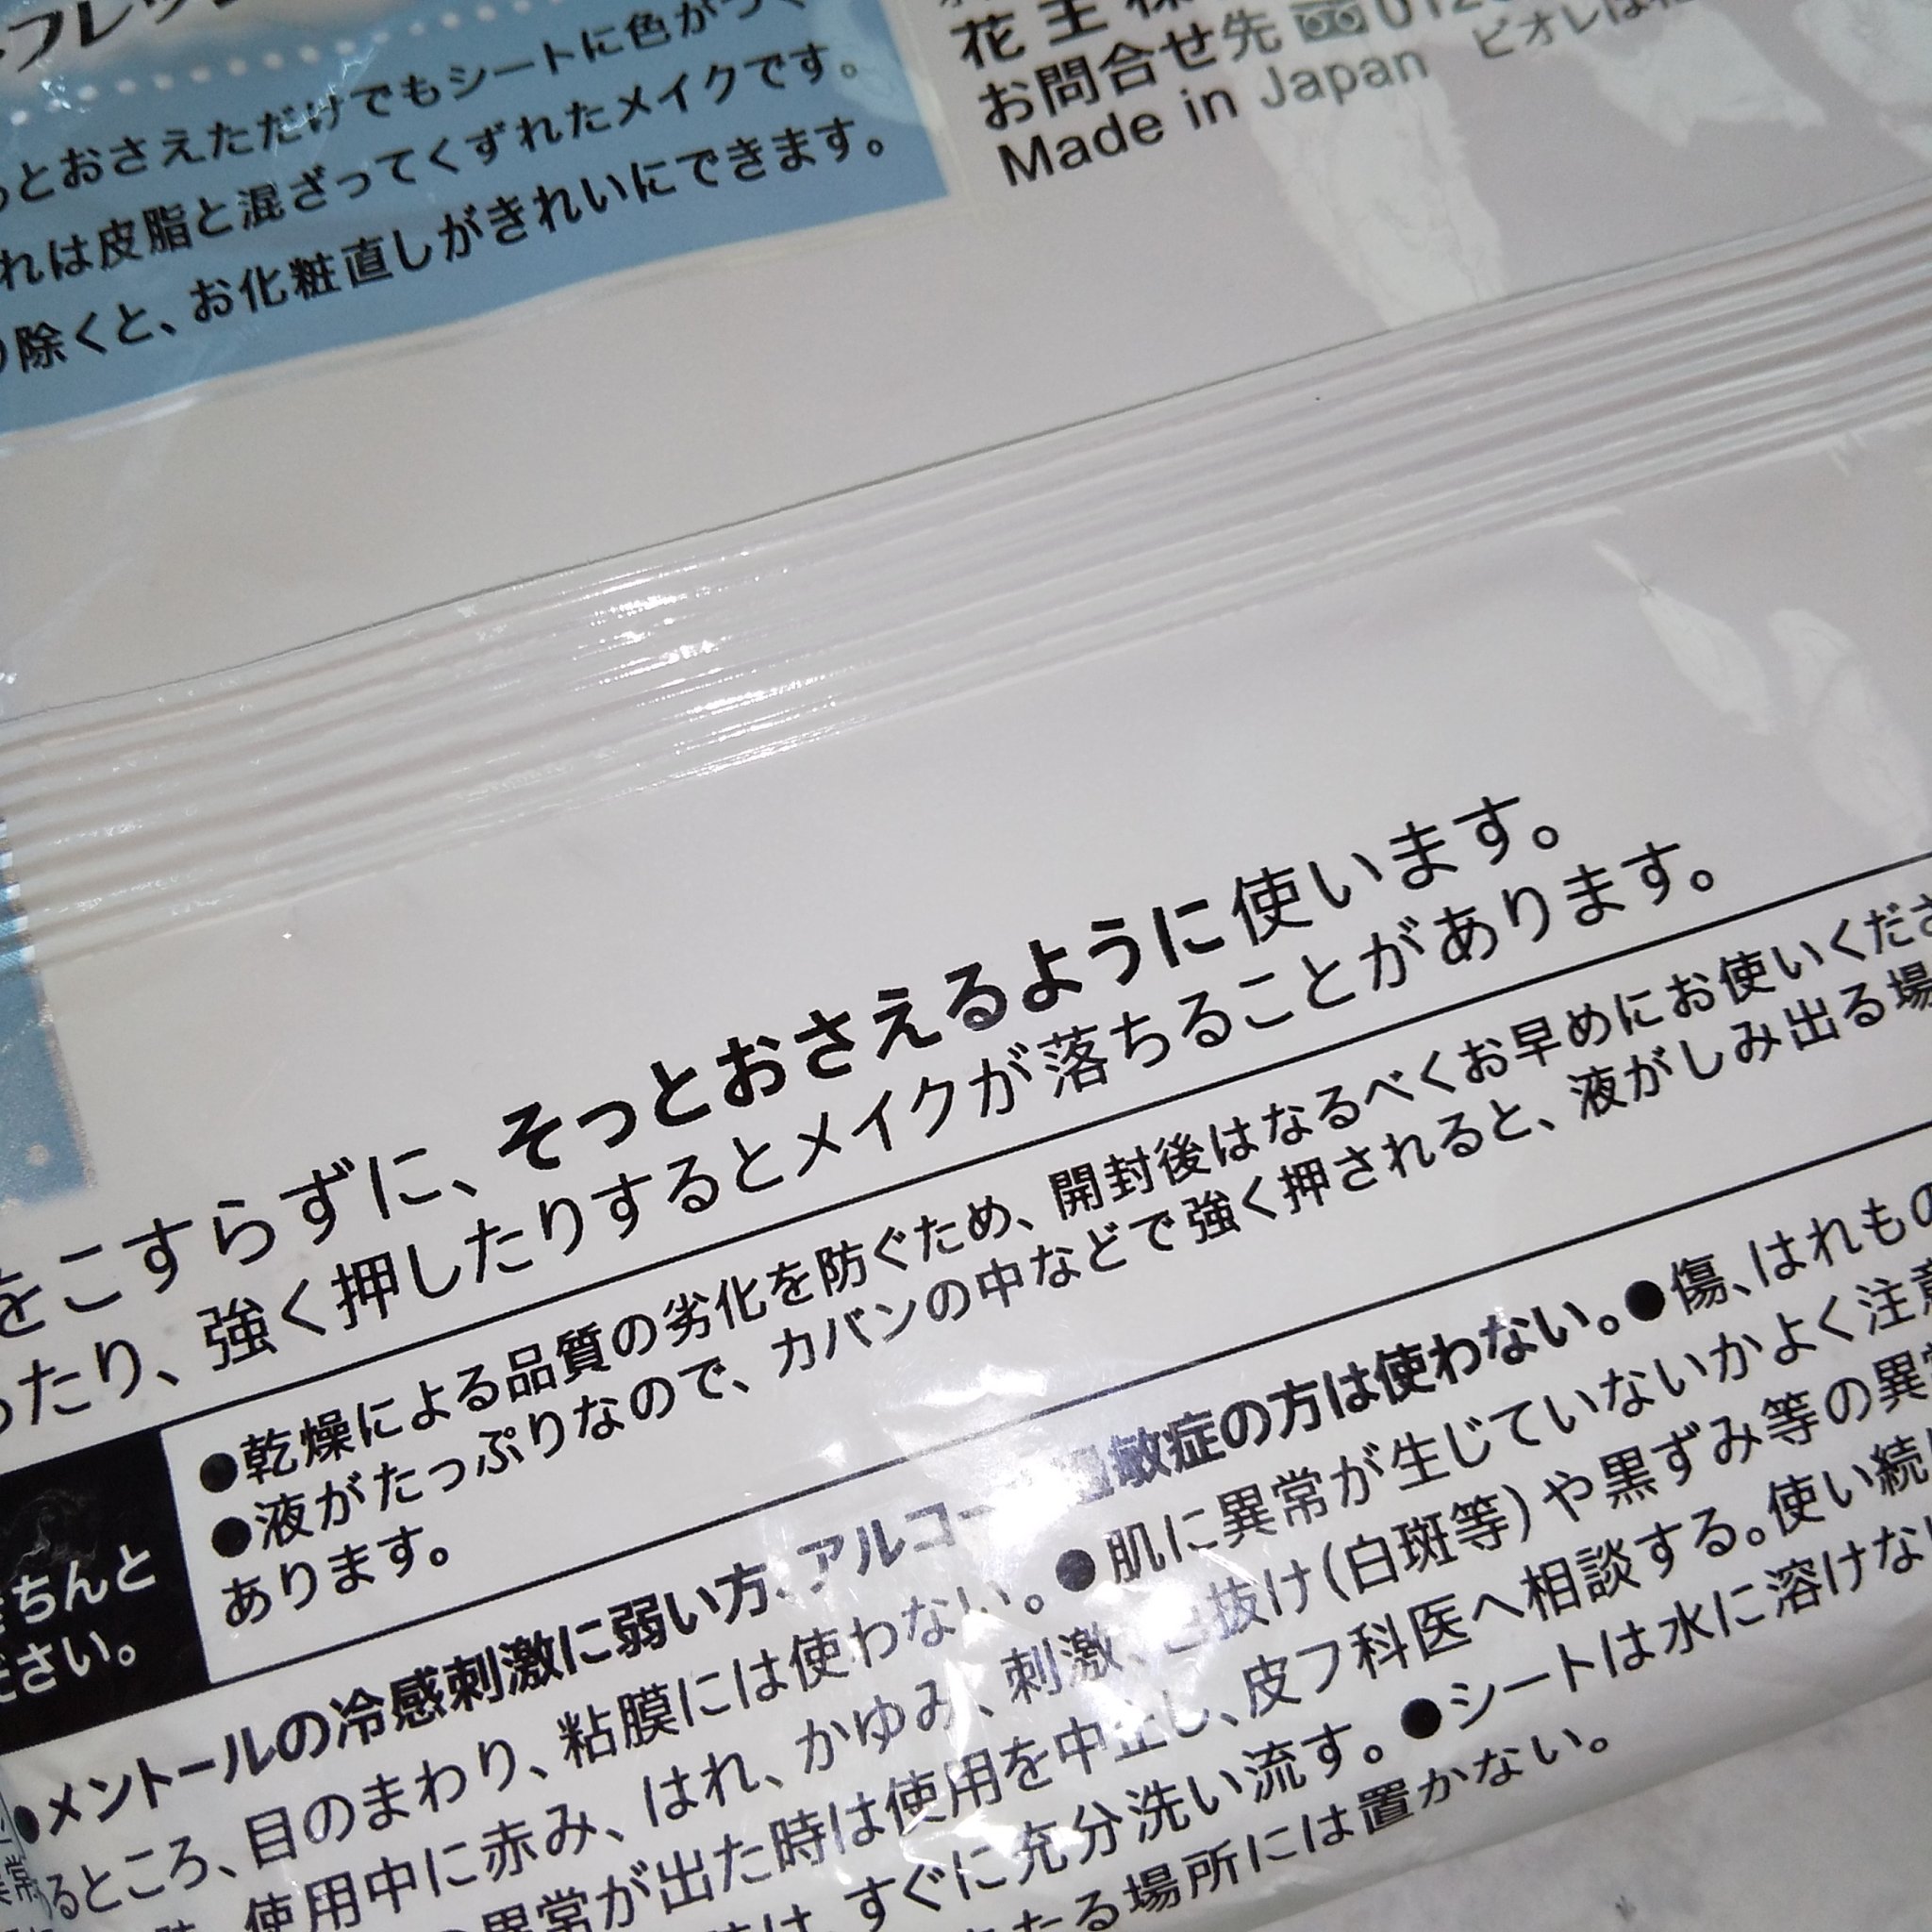 フレッシュ
っとおさえただけでもシートに色がつく
れは皮脂と混ざってくずれたメイクです。
り除くと、お化粧直しがきれいにできます。
花王株
お問合せ先 012
Made in Japan ビオレは花
をこすらずに、そっとおさえるように使います。
ったり、強く押したりするとメイクが落ちることがあります。
きちんと
ださい。
●乾燥による品質の劣化を防ぐため、開封後はなるべくお早めにお使いくださ
●液がたっぷりなので、カバンの中などで強く押されると、液がしみ出る場
あります。
●メントールの冷感刺激に弱い方、アルコール過敏症の方は使わない。●傷、はれもの
るところ、目のまわり、粘膜には使わない。●肌に異常が生じていないかよく注意
使用中に赤み、はれ、かゆみ、刺激、色抜け(白斑等)や黒ずみ等の異常
の異常が出た時は使用を中止し、皮フ科医へ相談する。使い続け
は、すぐに充分洗い流す。●シートは水に溶けない
たる場所には置かない。